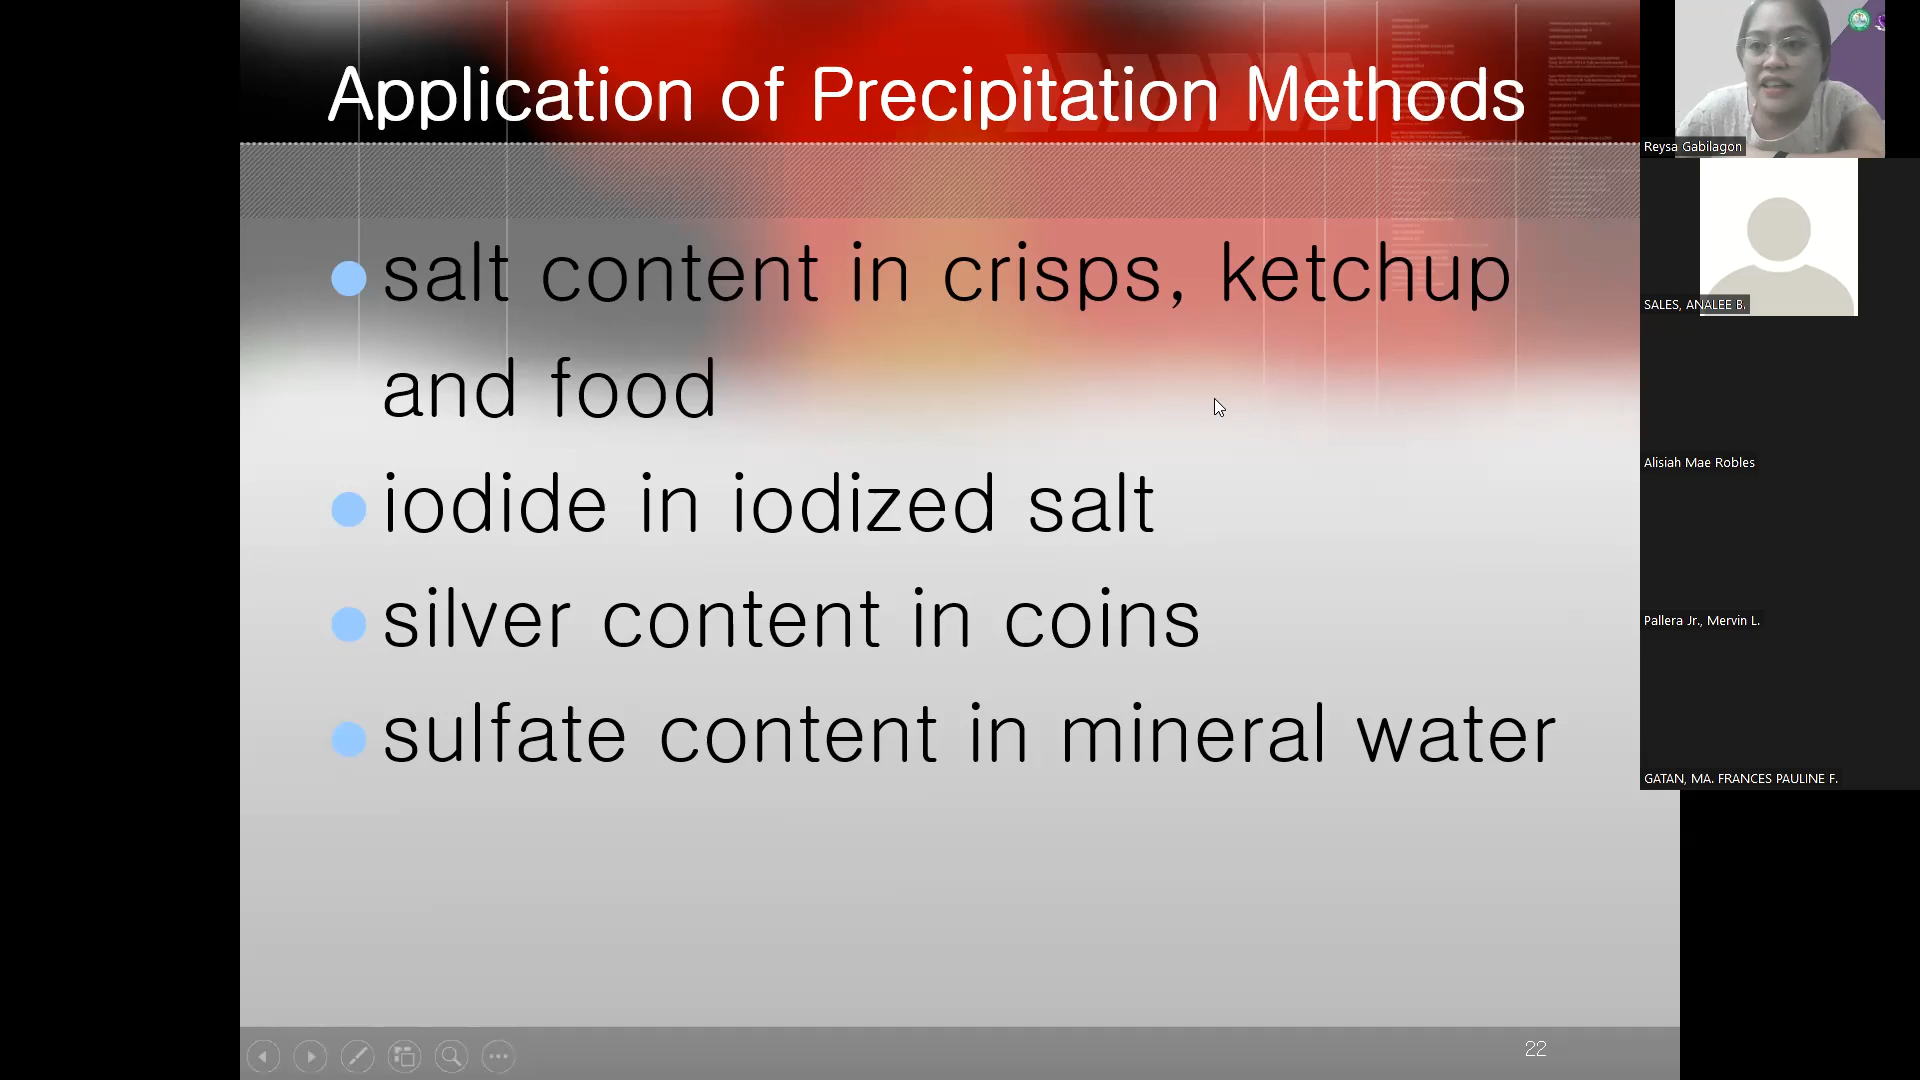 Application of Precipitation Methods
salt content in crisps, ketchup
and food
iodide in iodized salt
silver content in coins
sulfate content in mineral water
22
Reysa Gabilagon
SALES, ANALEE B.
Alisiah Mae Robles
Pallera Jr., Mervin L.
GATAN, MA. FRANCES PAULINE F.